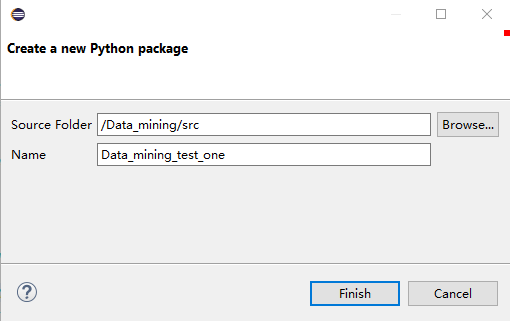 Create a new Python package
Source Folder /Data_mining/src Browse...
Name Data_mining_test_one
? Finish Cancel